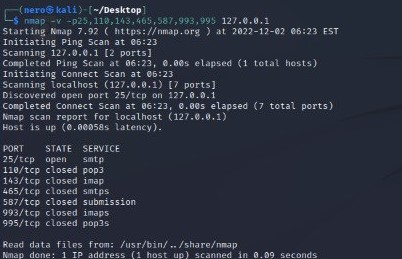 (nero㉿kali)-[~/Desktop]
$ nmap -v -p25,110,143,465,587,993,995 127.0.0.1
Starting Nmap 7.92 ( https://nmap.org ) at 2022-12-02 06:23 EST
Initiating Ping Scan at 06:23
Scanning 127.0.0.1 [2 ports]
Completed Ping Scan at 06:23, 0.00s elapsed (1 total hosts)
Initiating Connect Scan at 06:23
Scanning localhost (127.0.0.1) [7 ports]
Discovered open port 25/tcp on 127.0.0.1
Completed Connect Scan at 06:23, 0.00s elapsed (7 total ports)
Nmap scan report for localhost (127.0.0.1)
Host is up (0.00058s latency).

PORT    STATE  SERVICE
25/tcp  open   smtp
110/tcp closed pop3
143/tcp closed imap
465/tcp closed smtps
587/tcp closed submission
993/tcp closed imaps
995/tcp closed pop3s

Read data files from: /usr/bin/../share/nmap
Nmap done: 1 IP address (1 host up) scanned in 0.09 seconds